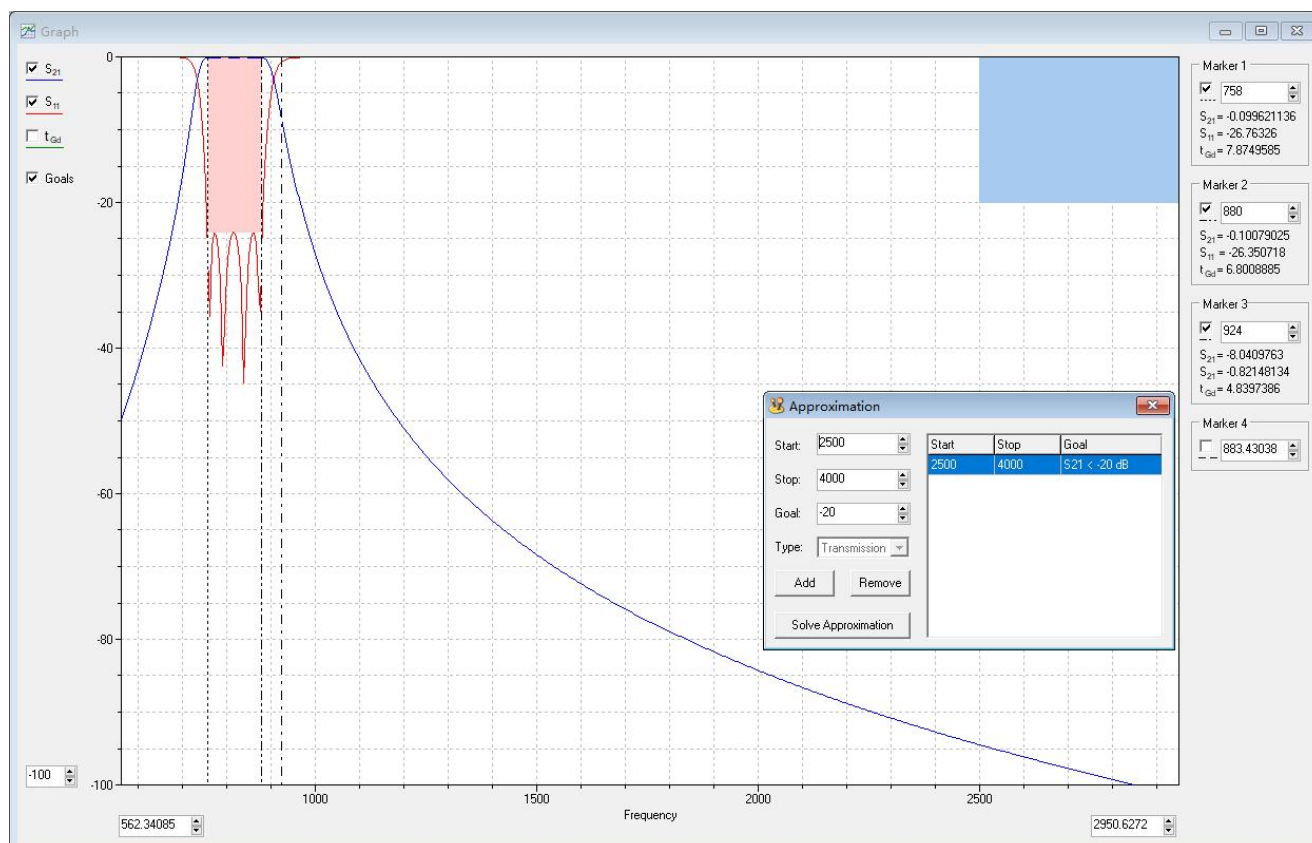 Graph
S21
S11
tGd
Goals
-100
0
-20
-40
-60
-80
-100
1000
1500
2000
2500
Frequency
562.34085
2950.6272
Marker 1
758
S21 = -0.099621136
S11 = -26.76326
tGd = 7.8749585
Marker 2
880
S21 = -0.10079025
S11 = -26.350718
tGd = 6.8008885
Marker 3
924
S21 = -8.0409763
S21 = -0.82148134
tGd = 4.8397386
Marker 4
883.43038
Approximation
Start: 2500
Stop: 4000
Goal: -20
Type: Transmission
Add Remove
Solve Approximation
Start Stop Goal
2500 4000 S21 < -20 dB